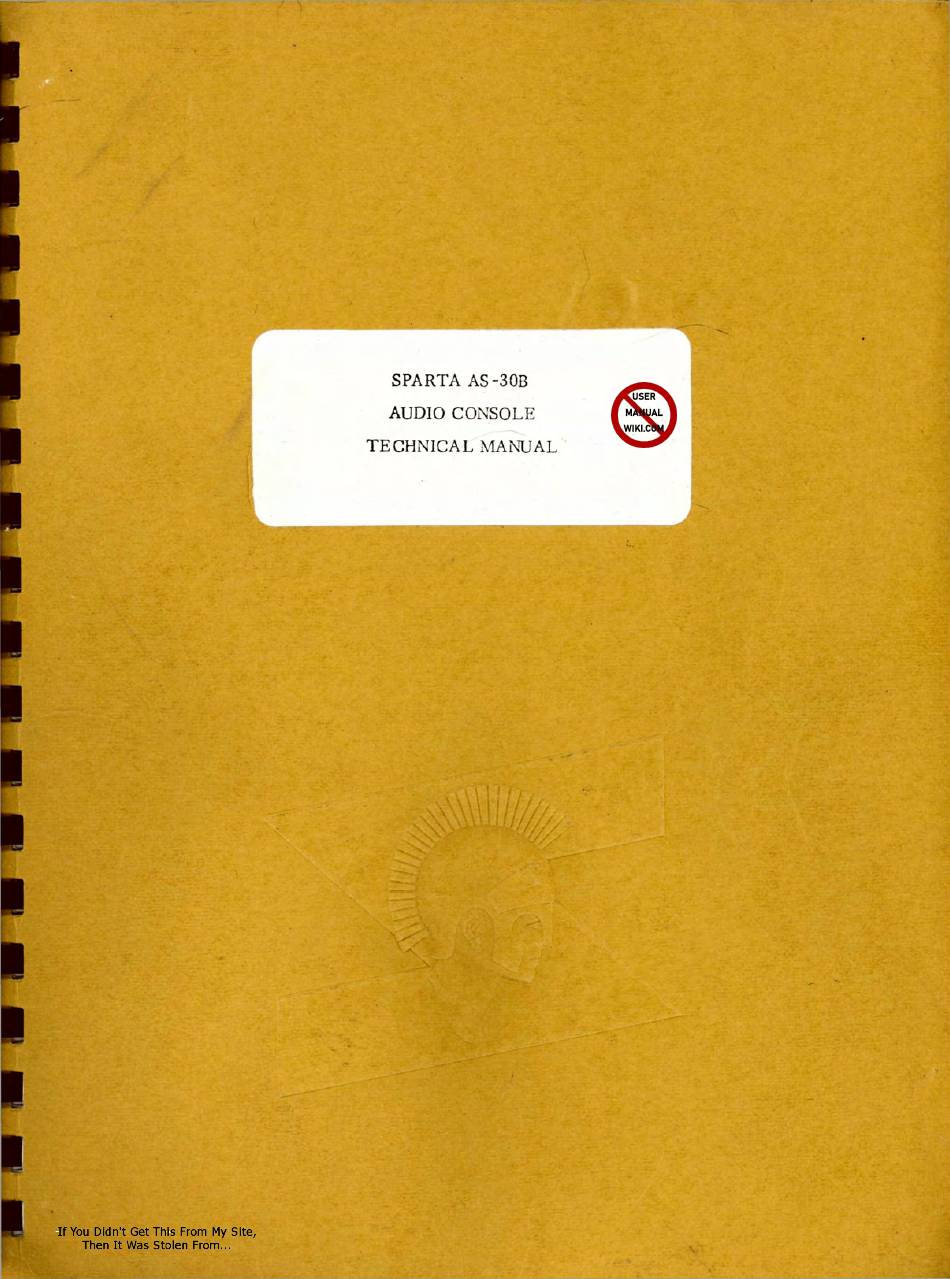 SPARTA AS-30B
AUDIO CONSOLE
TECHNICAL MANUAL
USER
MANUAL
WIKI.COM
If You Didn't Get This From My Site,
Then It Was Stolen From...